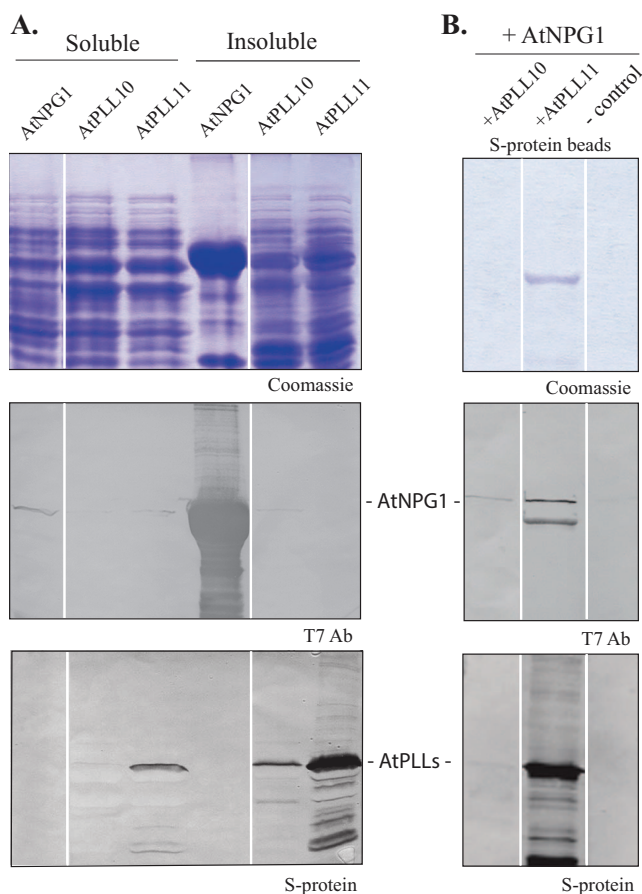 A.
Soluble Insoluble
AtNPG1 AtPLL10 AtPLL11 AtNPG1 AtPLL10 AtPLL11
Coomassie
T7 Ab
S-protein
- AtNPG1 -
- AtPLLs -
B.
+ AtNPG1
+AtPLL10 +AtPLL11 - control
S-protein beads
Coomassie
T7 Ab
S-protein